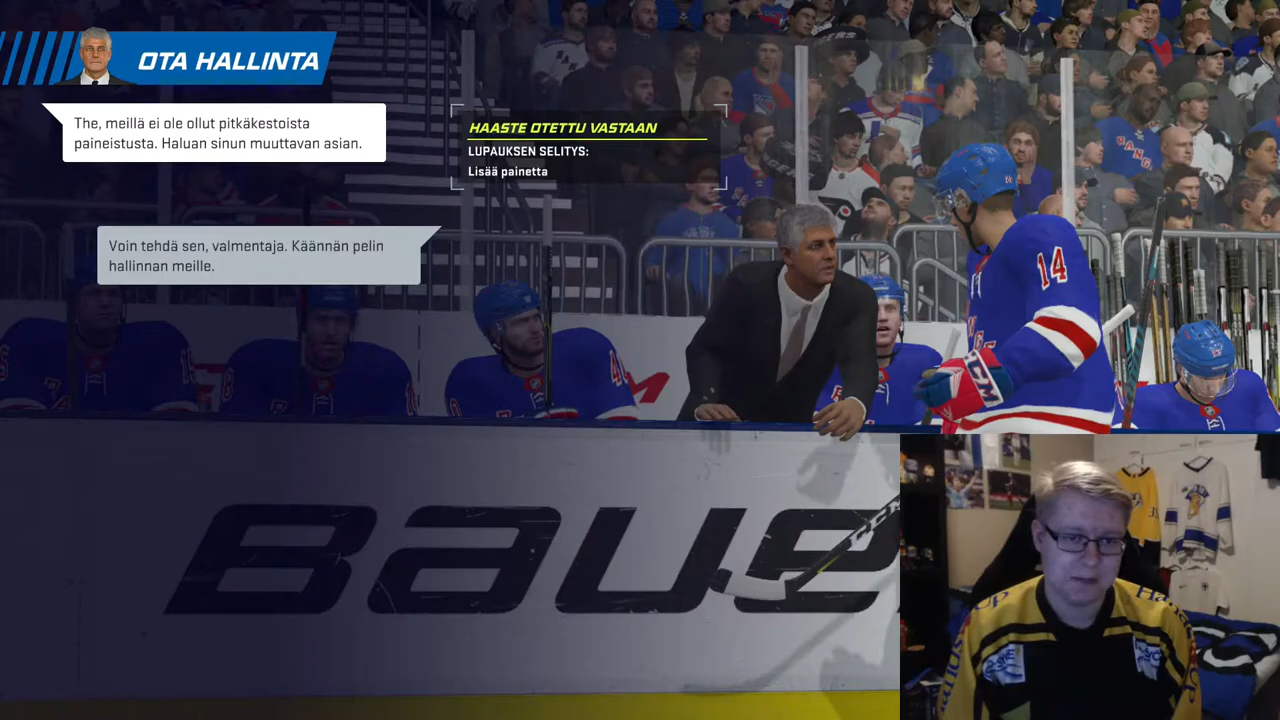 OTA HALLINTA
The, meillä ei ole ollut pitkäkestoista
paineistusta. Haluan sinun muuttavan asian.
HAASTE OTETTU VASTAAN
LUPAUKSEN SELITYS:
Lisää painetta
Voin tehdä sen, valmentaja. Käännän pelin
hallinnan meille.
14
CCM
BAUE